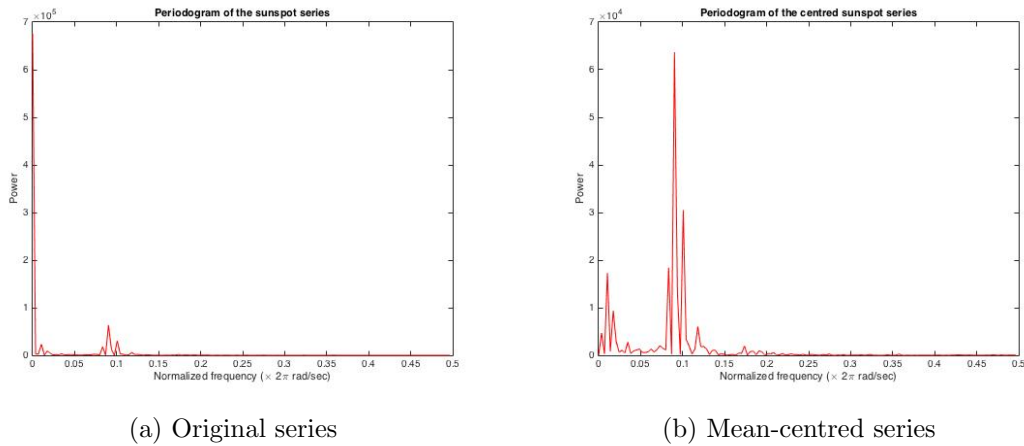 Periodogram of the sunspot series
×10⁵
7
6
5
4
3
2
1
0
Power
0 0.05 0.1 0.15 0.2 0.25 0.3 0.35 0.4 0.45 0.5
Normalized frequency (× 2π rad/sec)
(a) Original series
Periodogram of the centred sunspot series
×10⁴
7
6
5
4
3
2
1
0
Power
0 0.05 0.1 0.15 0.2 0.25 0.3 0.35 0.4 0.45 0.5
Normalized frequency (× 2π rad/sec)
(b) Mean-centred series